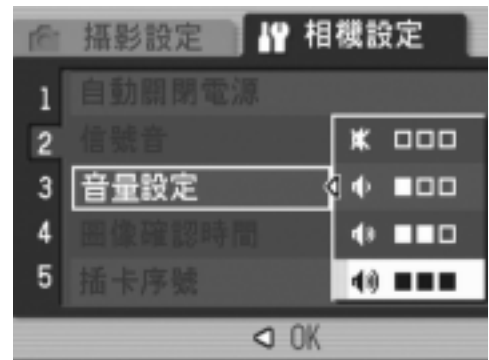 攝影設定 相機設定
1 自動關閉電源
2 信號音
3 音量設定
4 圖像確認時間
5 插卡序號
OK